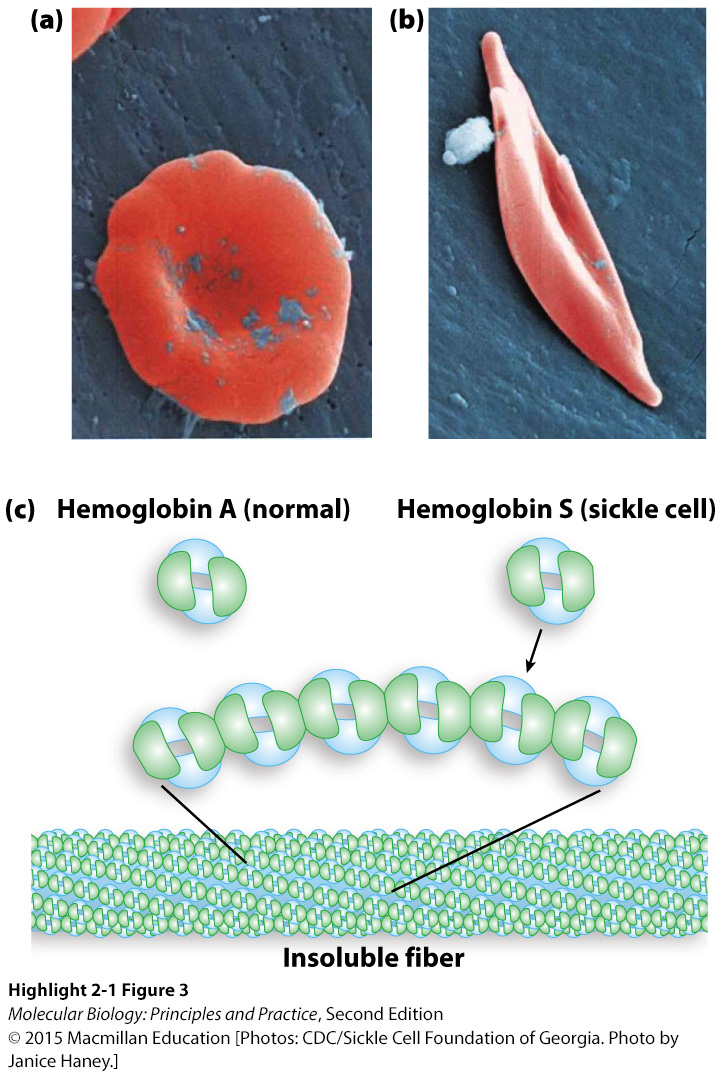 (a)
(b)
(c) Hemoglobin A (normal)
Hemoglobin S (sickle cell)
Insoluble fiber
Highlight 2-1 Figure 3
Molecular Biology: Principles and Practice, Second Edition
© 2015 Macmillan Education [Photos: CDC/Sickle Cell Foundation of Georgia. Photo by
Janice Haney.]